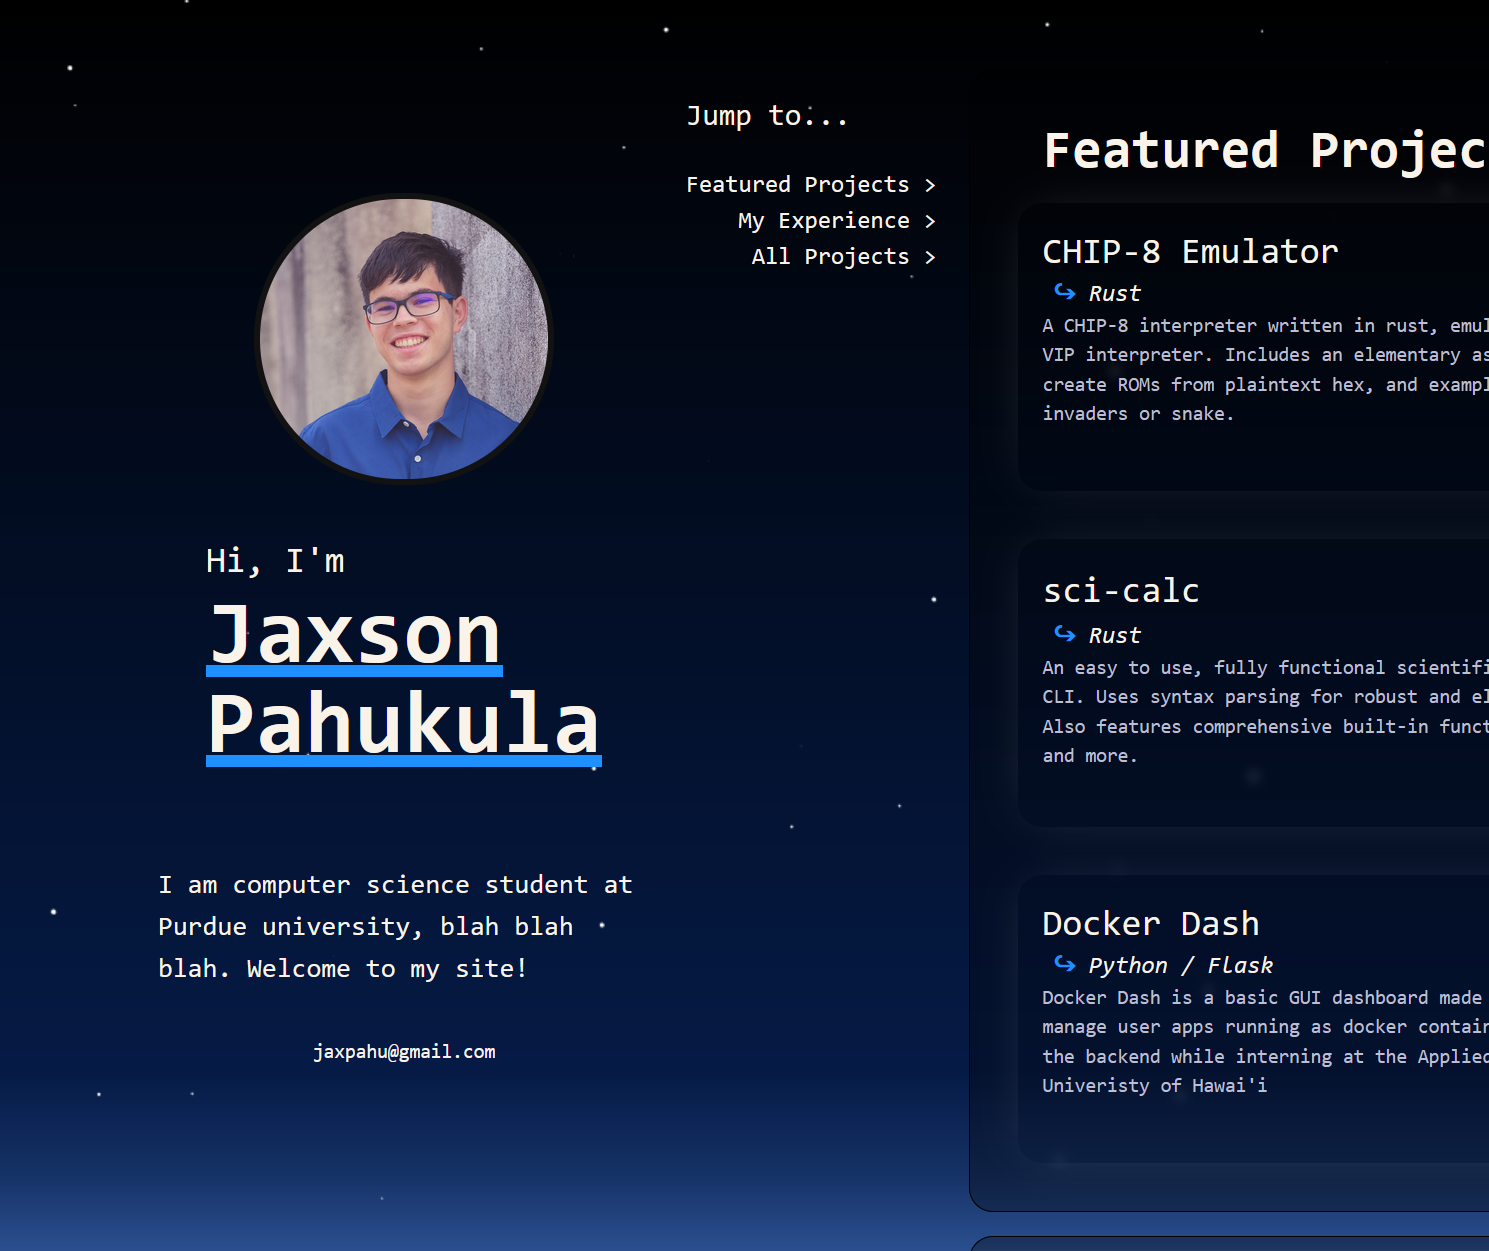 Jump to...
Featured Projects >
My Experience >
All Projects >
Hi, I'm
Jaxson
Pahukula
I am computer science student at
Purdue university, blah blah
blah. Welcome to my site!
jaxpahu@gmail.com
Featured Projec
CHIP-8 Emulator
↪ Rust
A CHIP-8 interpreter written in rust, emul
VIP interpreter. Includes an elementary as
create ROMs from plaintext hex, and exampl
invaders or snake.
sci-calc
↪ Rust
An easy to use, fully functional scientifi
CLI. Uses syntax parsing for robust and el
Also features comprehensive built-in funct
and more.
Docker Dash
↪ Python / Flask
Docker Dash is a basic GUI dashboard made
manage user apps running as docker contain
the backend while interning at the Applied
Univeristy of Hawai'i